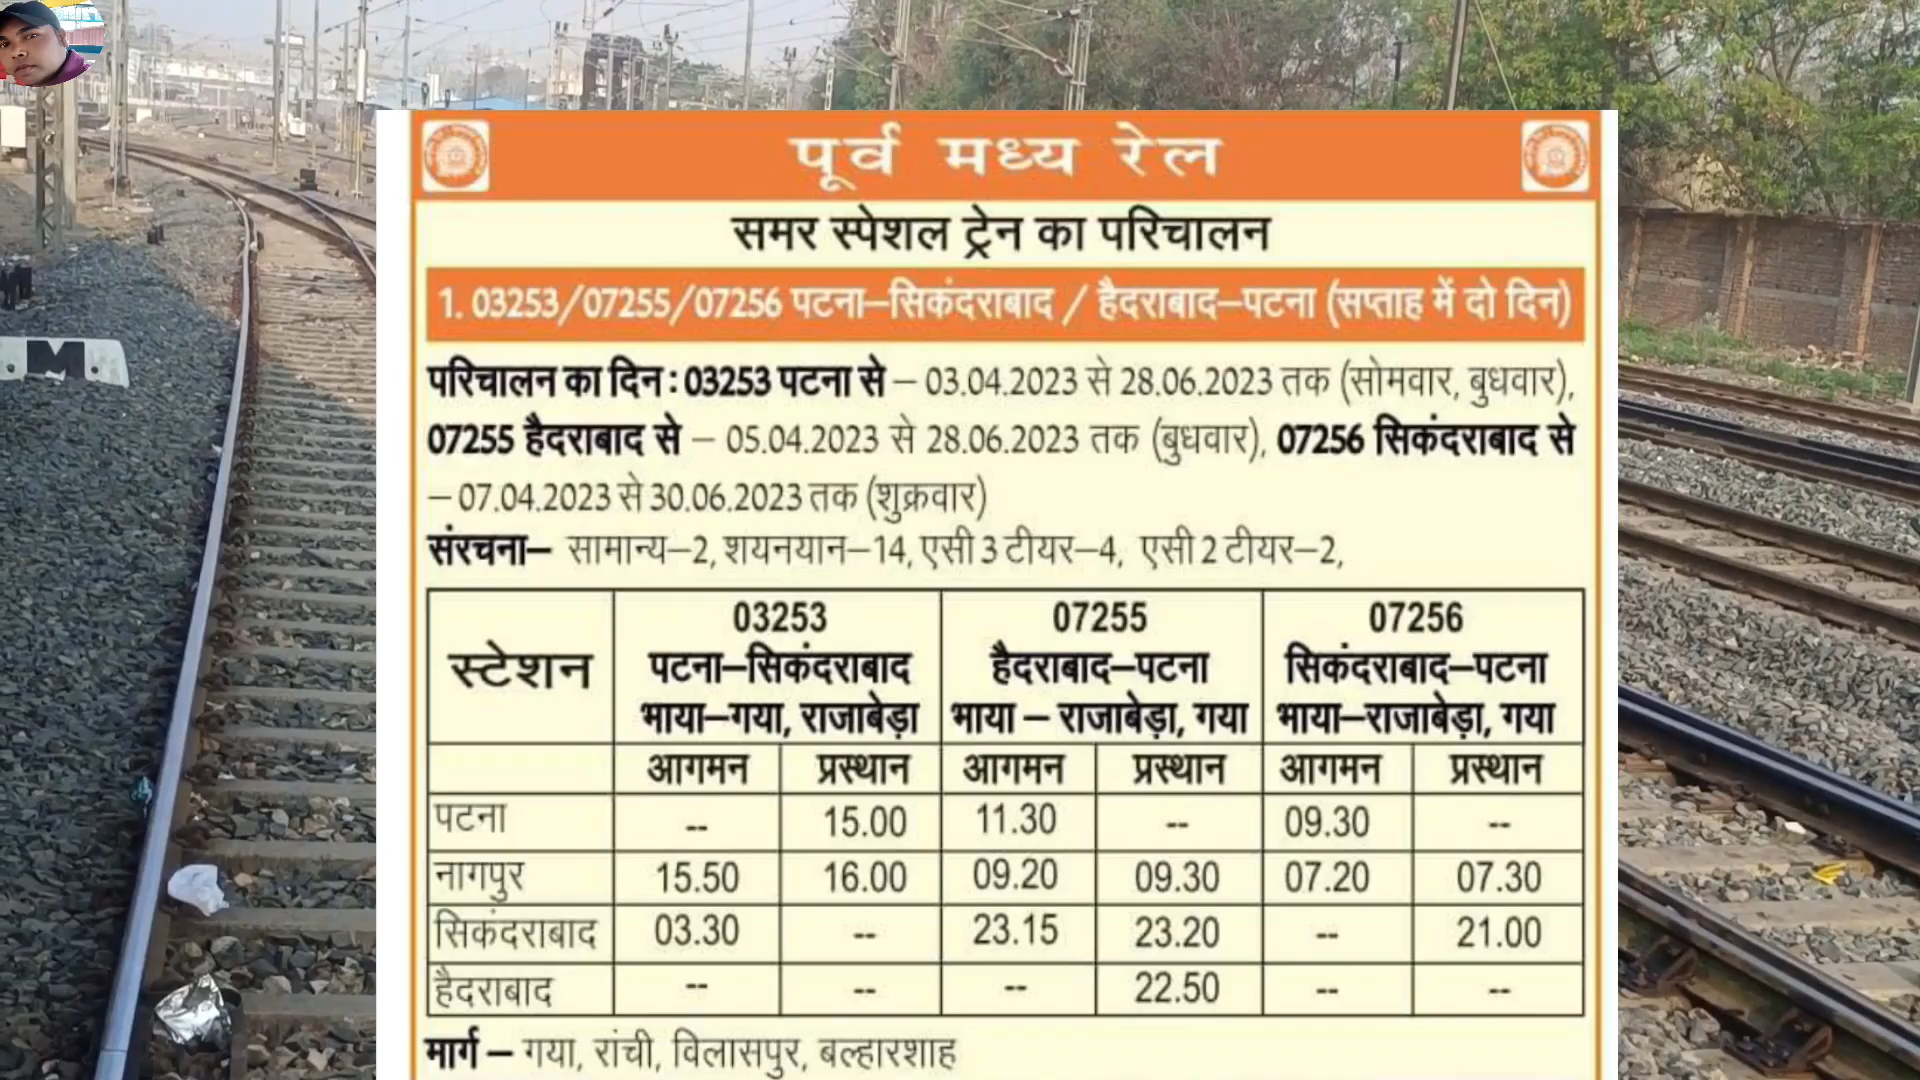 पूर्व मध्य रेल
समर स्पेशल ट्रेन का परिचालन
1. 03253/07255/07256 पटना–सिकंदराबाद / हैदराबाद–पटना (सप्ताह में दो दिन)
परिचालन का दिन : 03253 पटना से – 03.04.2023 से 28.06.2023 तक (सोमवार, बुधवार),
07255 हैदराबाद से – 05.04.2023 से 28.06.2023 तक (बुधवार), 07256 सिकंदराबाद से
– 07.04.2023 से 30.06.2023 तक (शुक्रवार)
संरचना– सामान्य–2, शयनयान–14, एसी 3 टीयर–4, एसी 2 टीयर–2,
स्टेशन 03253 07255 07256
पटना–सिकंदराबाद हैदराबाद–पटना सिकंदराबाद–पटना
भाया–गया, राजाबेड़ा भाया – राजाबेड़ा, गया भाया–राजाबेड़ा, गया
आगमन प्रस्थान आगमन प्रस्थान आगमन प्रस्थान
पटना -- 15.00 11.30 -- 09.30 --
नागपुर 15.50 16.00 09.20 09.30 07.20 07.30
सिकंदराबाद 03.30 -- 23.15 23.20 -- 21.00
हैदराबाद -- -- -- 22.50 -- --
मार्ग – गया, रांची, विलासपुर, बल्हारशाह
M